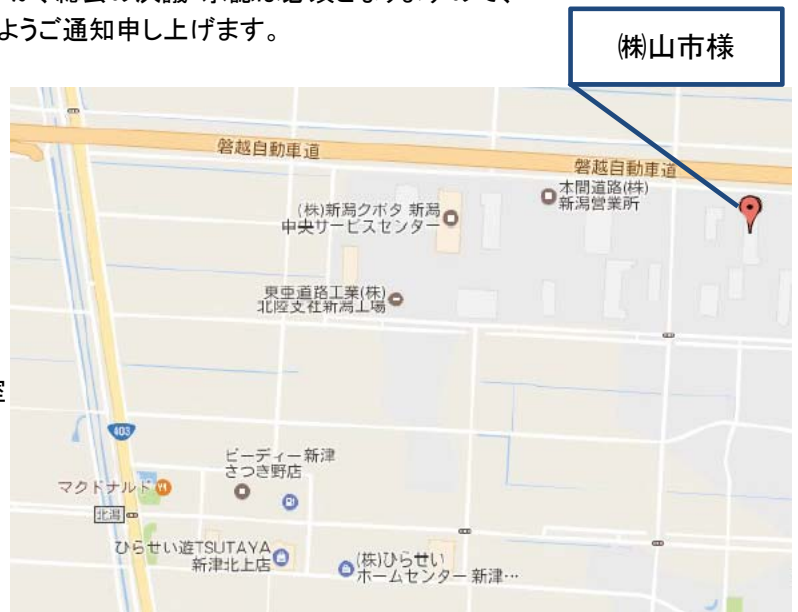 ようご通知申し上げます。
㈱山市様
磐越自動車道
磐越自動車道
本間道路(株)
新潟営業所
(株)新潟クボタ 新潟
中央サービスセンター
東亜道路工業(株)
北陸支社新潟工場
室
403
ビーディー新津
さつき野店
マクドナルド
北潟
ひらせい遊TSUTAYA
新津北上店
(株)ひらせい
ホームセンター 新津…